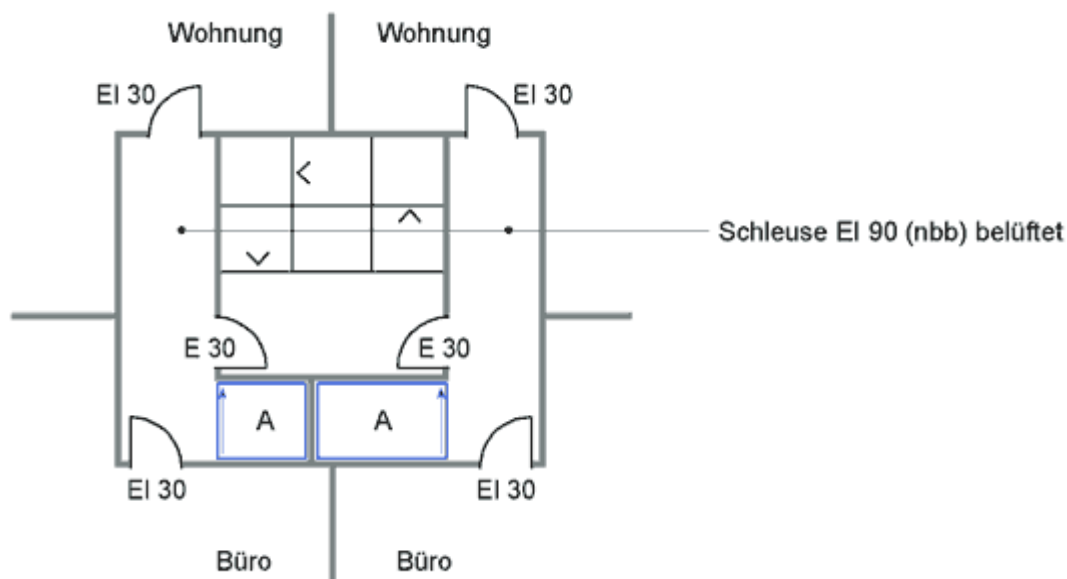 Wohnung
Wohnung
EI 30
EI 30
Schleuse EI 90 (nbb) belüftet
E 30
E 30
A
A
EI 30
EI 30
Büro
Büro